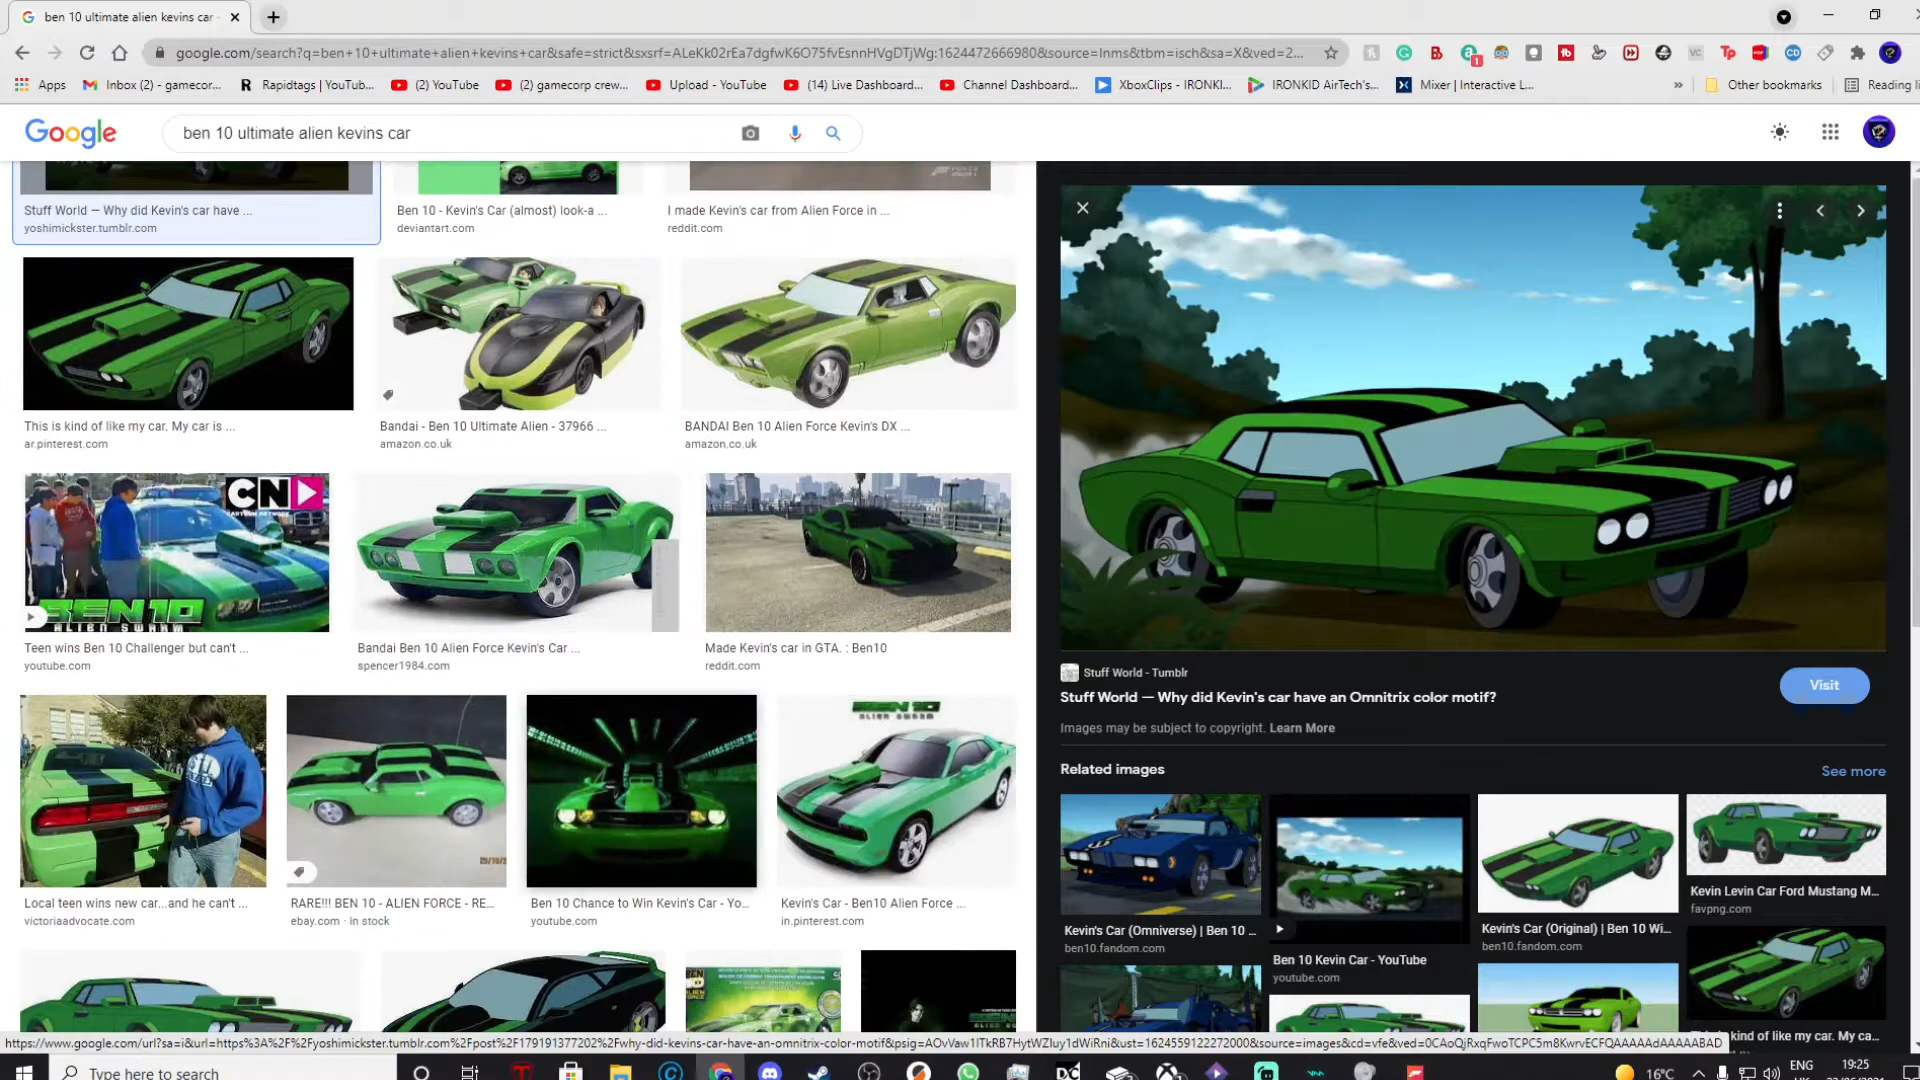 ben 10 ultimate alien kevins car
google.com/search?q=ben+10+ultimate+alien+kevins+car&safe=strict&sxsrf=ALeKk02rEa7dgfwK6O75fvEsnnHVgDTjWg:1624472666980&source=lnms&tbm=isch&sa=X&ved=2...
Apps
Inbox (2) - gamecor...
Rapidtags | YouTub...
(2) YouTube
(2) gamecorp crew...
Upload - YouTube
(14) Live Dashboard...
Channel Dashboard...
XboxClips - IRONKI...
IRONKID AirTech's...
Mixer | Interactive L...
»
Other bookmarks
Reading li
Google
ben 10 ultimate alien kevins car
Stuff World — Why did Kevin's car have ...
yoshimickster.tumblr.com
Ben 10 - Kevin's Car (almost) look-a ...
deviantart.com
I made Kevin's car from Alien Force in ...
reddit.com
This is kind of like my car. My car is ...
ar.pinterest.com
Bandai - Ben 10 Ultimate Alien - 37966 ...
amazon.co.uk
BANDAI Ben 10 Alien Force Kevin's DX ...
amazon.co.uk
CN
CARTOON NETWORK
BEN 10
ALIEN SWARM
Teen wins Ben 10 Challenger but can't ...
youtube.com
Bandai Ben 10 Alien Force Kevin's Car ...
spencer1984.com
Made Kevin's car in GTA. : Ben10
reddit.com
Local teen wins new car...and he can't ...
victoriaadvocate.com
RARE!!! BEN 10 - ALIEN FORCE - RE...
ebay.com · In stock
Ben 10 Chance to Win Kevin's Car - Yo...
youtube.com
BEN 10
ALIEN SWARM
Kevin's Car - Ben10 Alien Force ...
in.pinterest.com
Stuff World - Tumblr
Stuff World — Why did Kevin's car have an Omnitrix color motif?
Visit
Images may be subject to copyright. Learn More
Related images
See more
Kevin's Car (Omniverse) | Ben 10 ...
ben10.fandom.com
Ben 10 Kevin Car - YouTube
youtube.com
Kevin's Car (Original) | Ben 10 Wi...
ben10.fandom.com
Kevin Levin Car Ford Mustang M...
favpng.com
kind of like my car. My ca...
https://www.google.com/url?sa=i&url=https%3A%2F%2Fyoshimickster.tumblr.com%2Fpost%2F179191377202%2Fwhy-did-kevins-car-have-an-omnitrix-color-motif&psig=AOvVaw1lTkRB7HytWZIuy1dWiRni&ust=1624559122272000&source=images&cd=vfe&ved=0CAoQjRxqFwoTCPC5m8KwrvECFQAAAAAdAAAAABAD
Type here to search
16°C
ENG
19:25